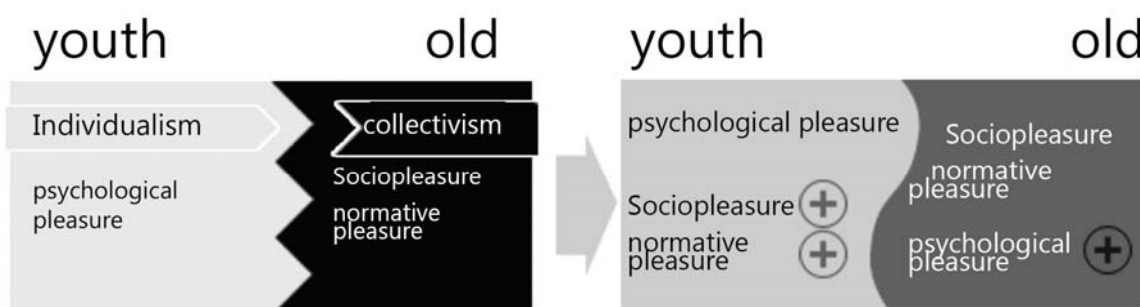 youth old
Individualism
collectivism
psychological
pleasure
Sociopleasure
normative
pleasure
youth old
psychological pleasure
Sociopleasure
normative
pleasure
Sociopleasure
normative
pleasure
psychological
pleasure